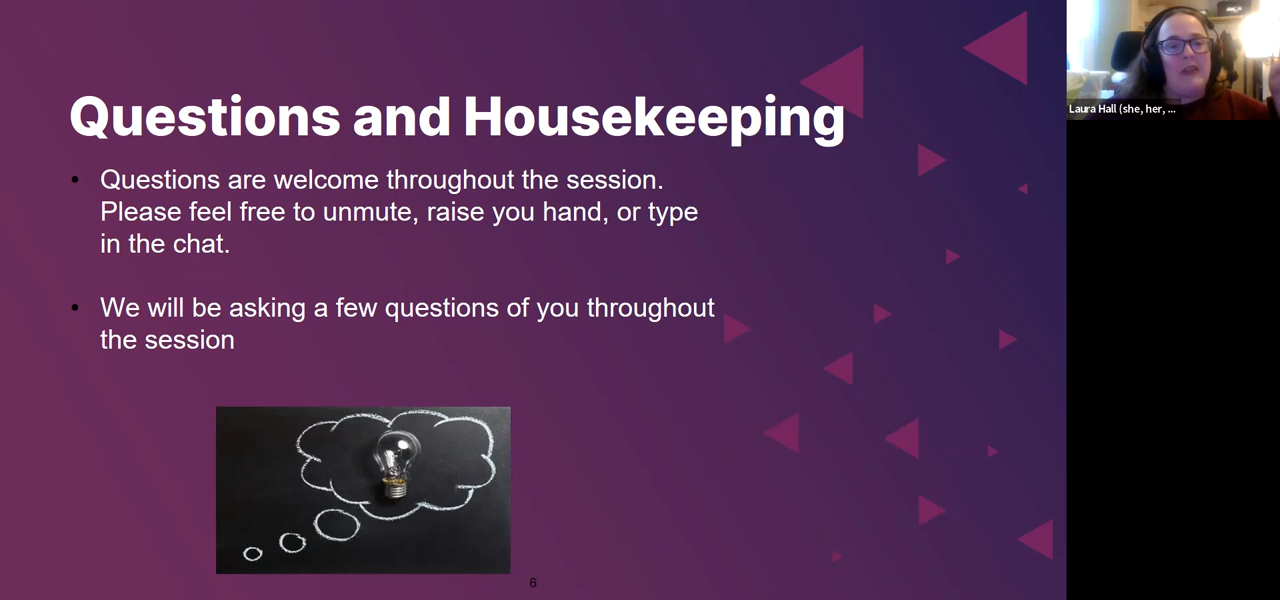 Questions and Housekeeping
• Questions are welcome throughout the session.
Please feel free to unmute, raise you hand, or type
in the chat.
• We will be asking a few questions of you throughout
the session
6
Laura Hall (she, her, ...